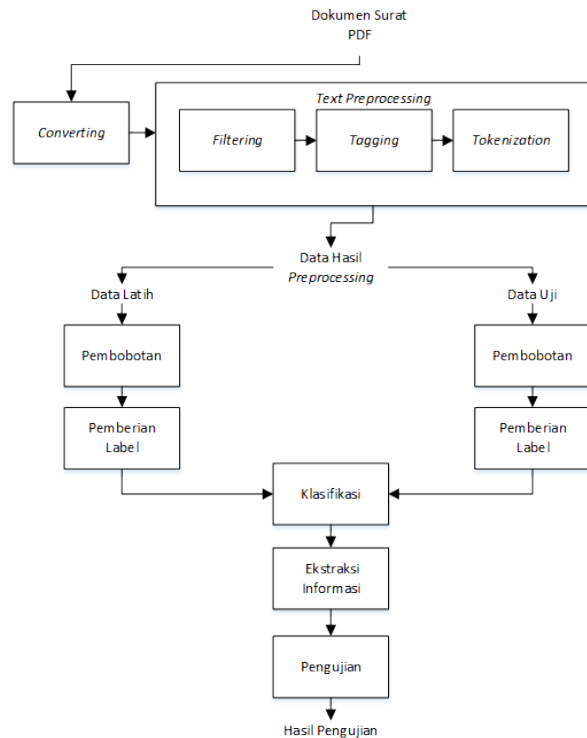 Dokumen Surat
PDF
Text Preprocessing
Converting
Filtering
Tagging
Tokenization
Data Hasil
Preprocessing
Data Latih
Data Uji
Pembobotan
Pembobotan
Pemberian
Label
Pemberian
Label
Klasifikasi
Ekstraksi
Informasi
Pengujian
Hasil Pengujian